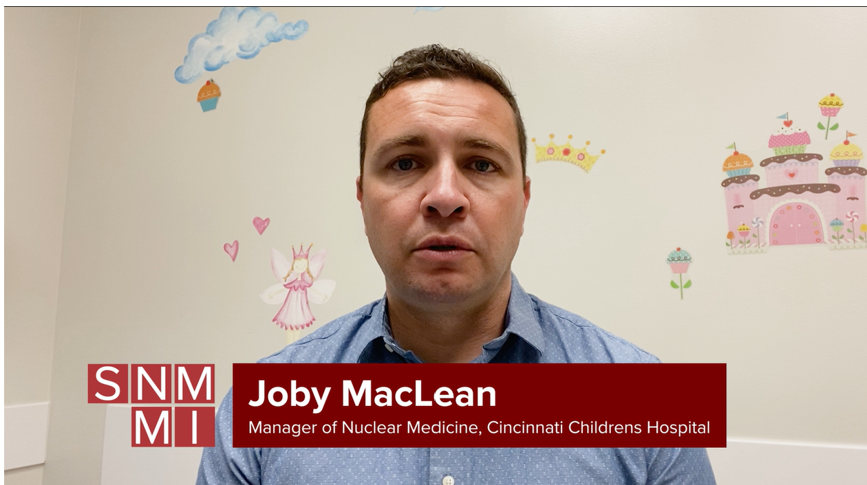 SNM
MI
Joby MacLean
Manager of Nuclear Medicine, Cincinnati Childrens Hospital